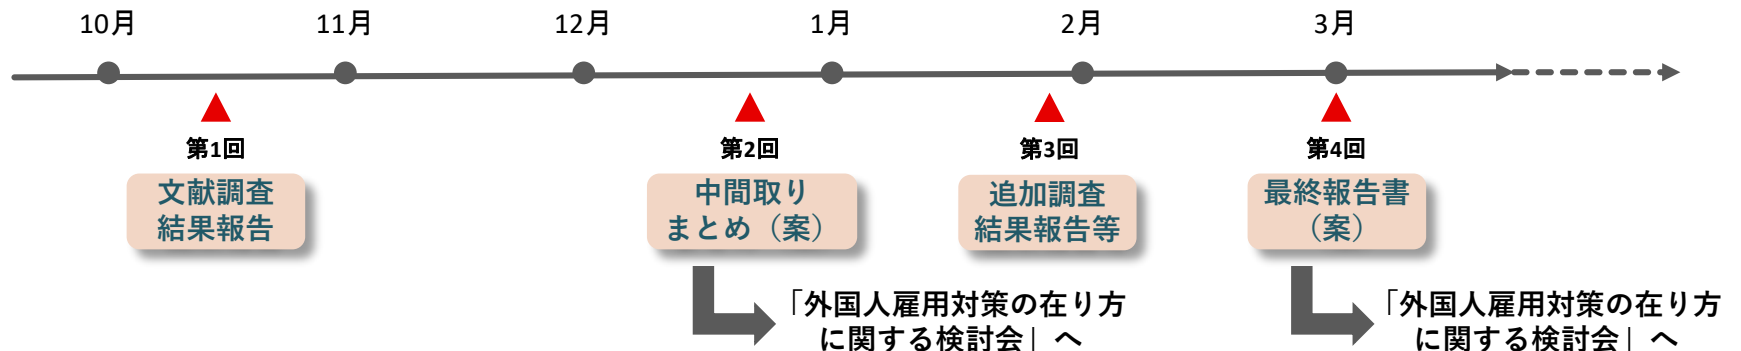 10月 11月 12月 1月 2月 3月
第1回 第2回 第3回 第4回
文献調査
結果報告
中間取り
まとめ（案）
追加調査
結果報告等
最終報告書
（案）
「外国人雇用対策の在り方
に関する検討会」へ
「外国人雇用対策の在り方
に関する検討会」へ